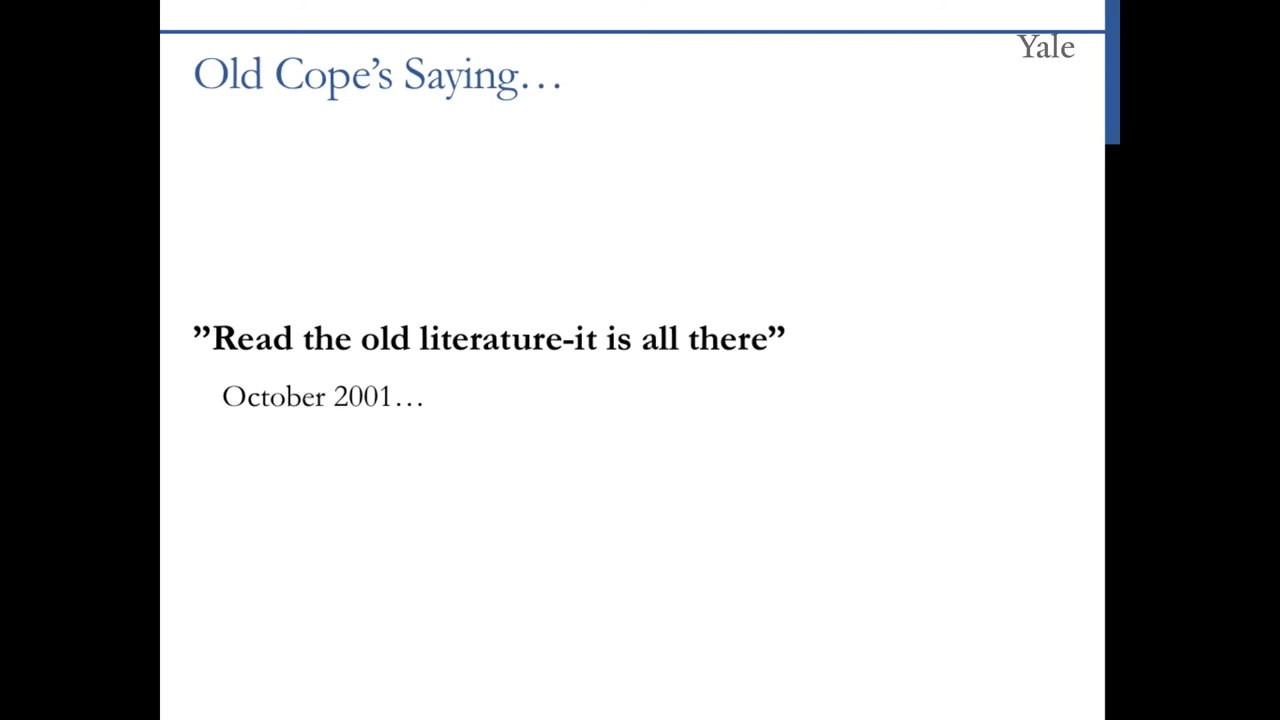 Yale
Old Cope’s Saying…
”Read the old literature-it is all there”
October 2001…